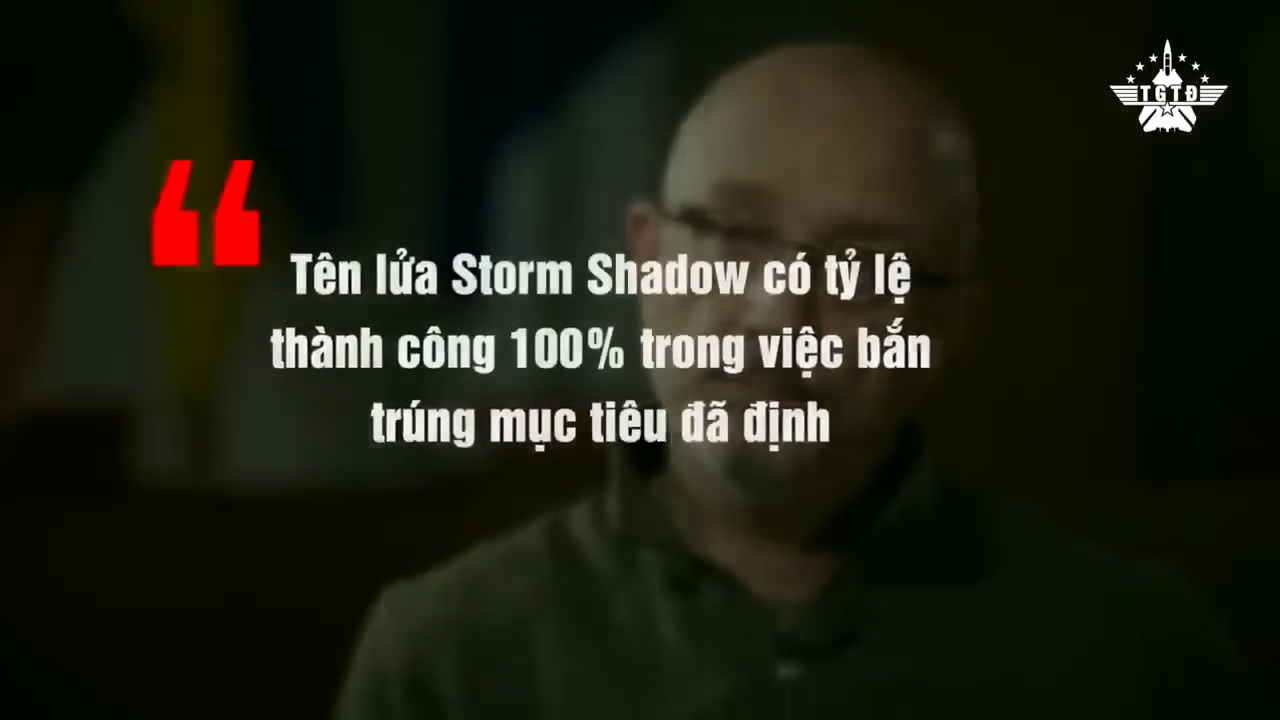 TGTĐ
“
Tên lửa Storm Shadow có tỷ lệ
thành công 100% trong việc bắn
trúng mục tiêu đã định